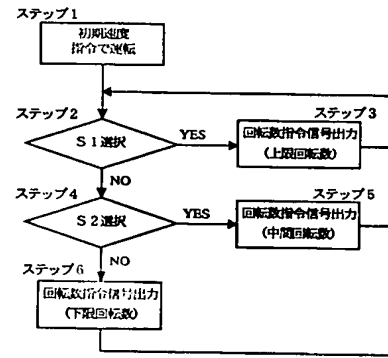 ステップ1
初期速度
指令で運転
ステップ2
S1選択
YES
ステップ3
回転数指令信号出力
(上限回転数)
NO
ステップ4
S2選択
YES
ステップ5
回転数指令信号出力
(中間回転数)
NO
ステップ6
回転数指令信号出力
(下限回転数)